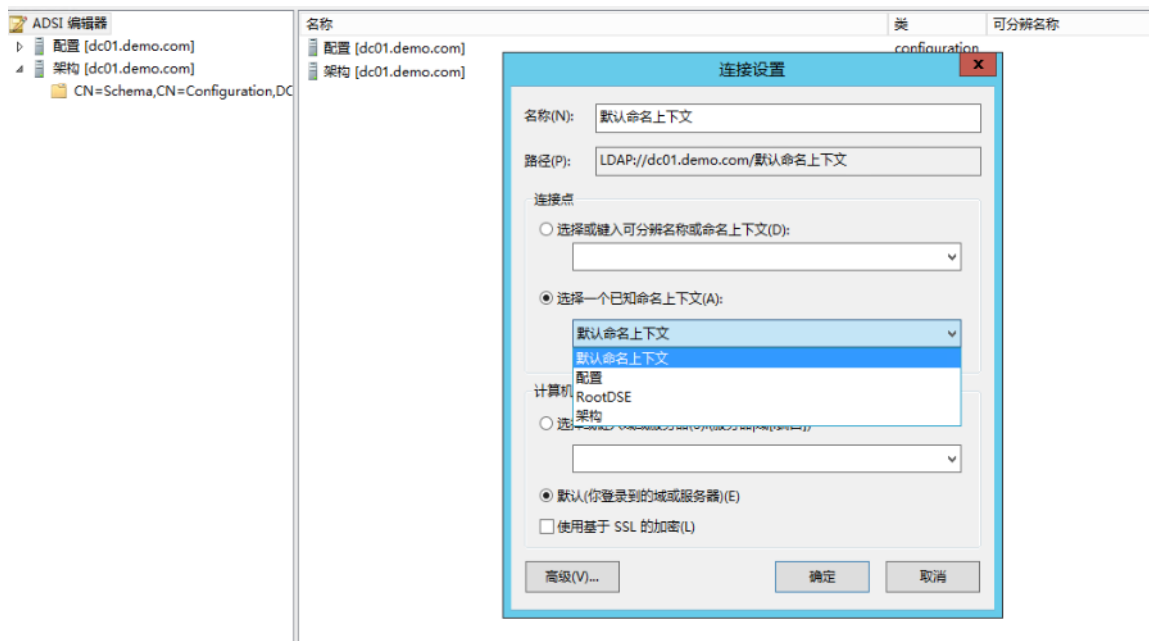 ADSI 编辑器
配置 [dc01.demo.com]
架构 [dc01.demo.com]
CN=Schema,CN=Configuration,DC
名称 类 可分辨名称
配置 [dc01.demo.com] configuration
架构 [dc01.demo.com]
连接设置
x
名称(N): 默认命名上下文
路径(P): LDAP://dc01.demo.com/默认命名上下文
连接点
选择或键入可分辨名称或命名上下文(D):
选择一个已知命名上下文(A):
默认命名上下文
默认命名上下文
配置
RootDSE
架构
计算机
选
默认(你登录到的域或服务器)(E)
使用基于 SSL 的加密(L)
高级(V)...
确定
取消